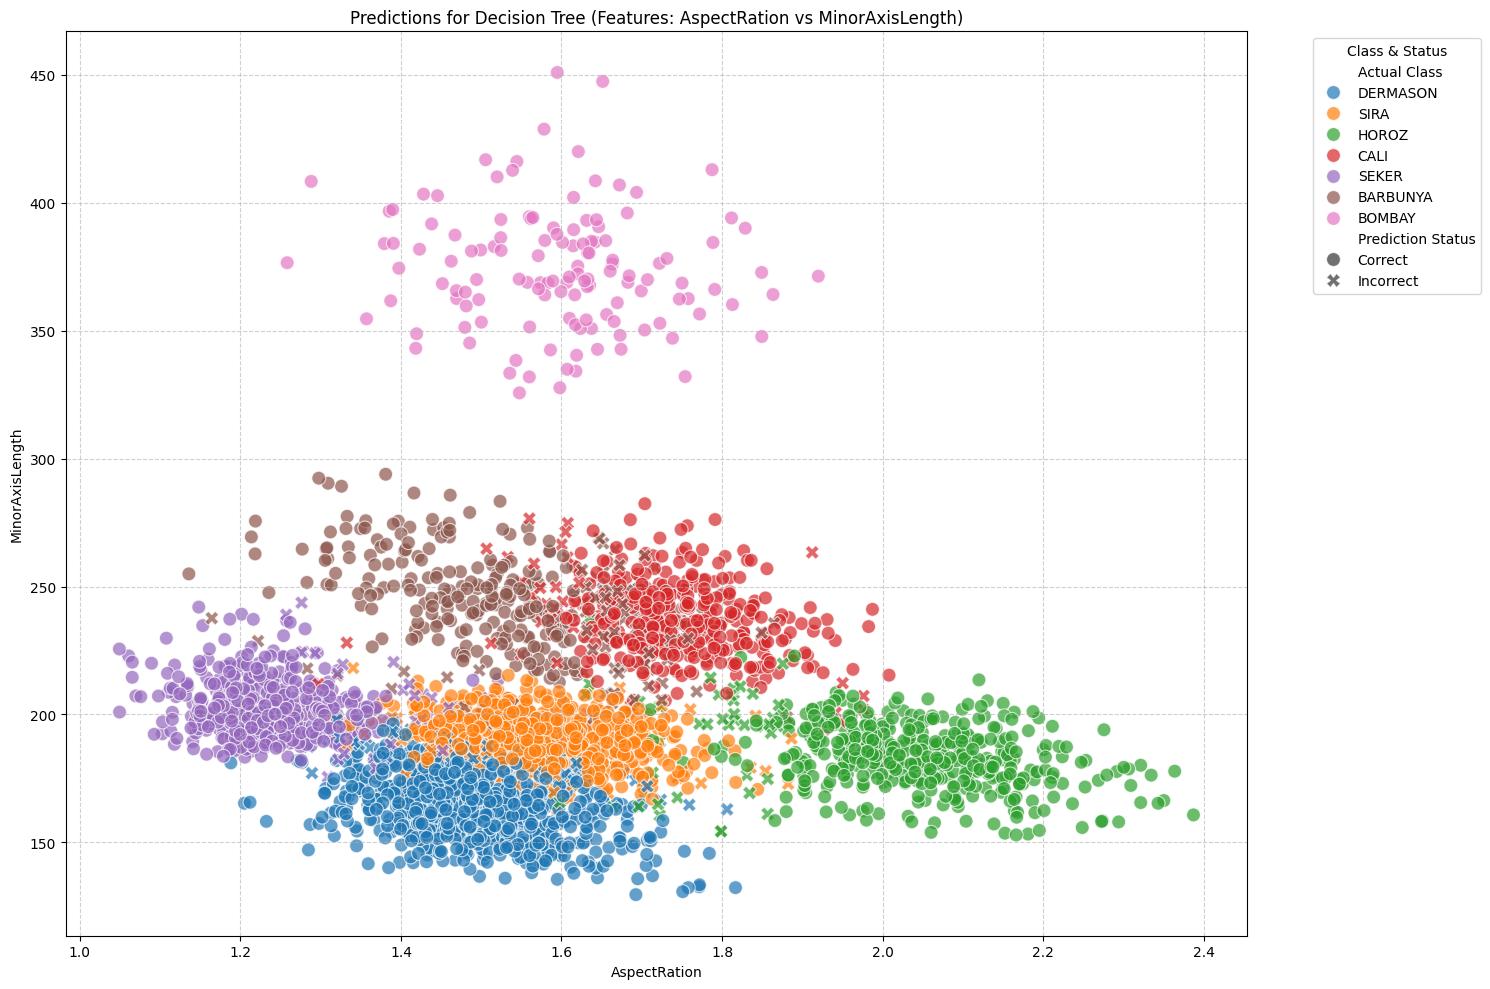 Predictions for Decision Tree (Features: AspectRation vs MinorAxisLength)
Class & Status
Actual Class
DERMASON
SIRA
HOROZ
CALI
SEKER
BARBUNYA
BOMBAY
Prediction Status
Correct
Incorrect
MinorAxisLength
450
400
350
300
250
200
150
1.0 1.2 1.4 1.6 1.8 2.0 2.2 2.4
AspectRation